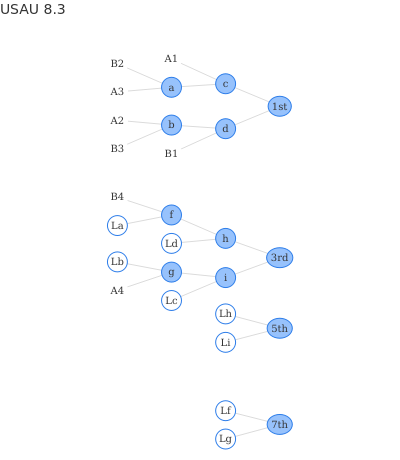 USAU 8.3
B2
A1
A3
a
c
1st
A2
b
d
B3
B1
B4
La
f
Ld
h
Lb
3rd
g
i
A4
Lc
Lh
5th
Li
Lf
7th
Lg